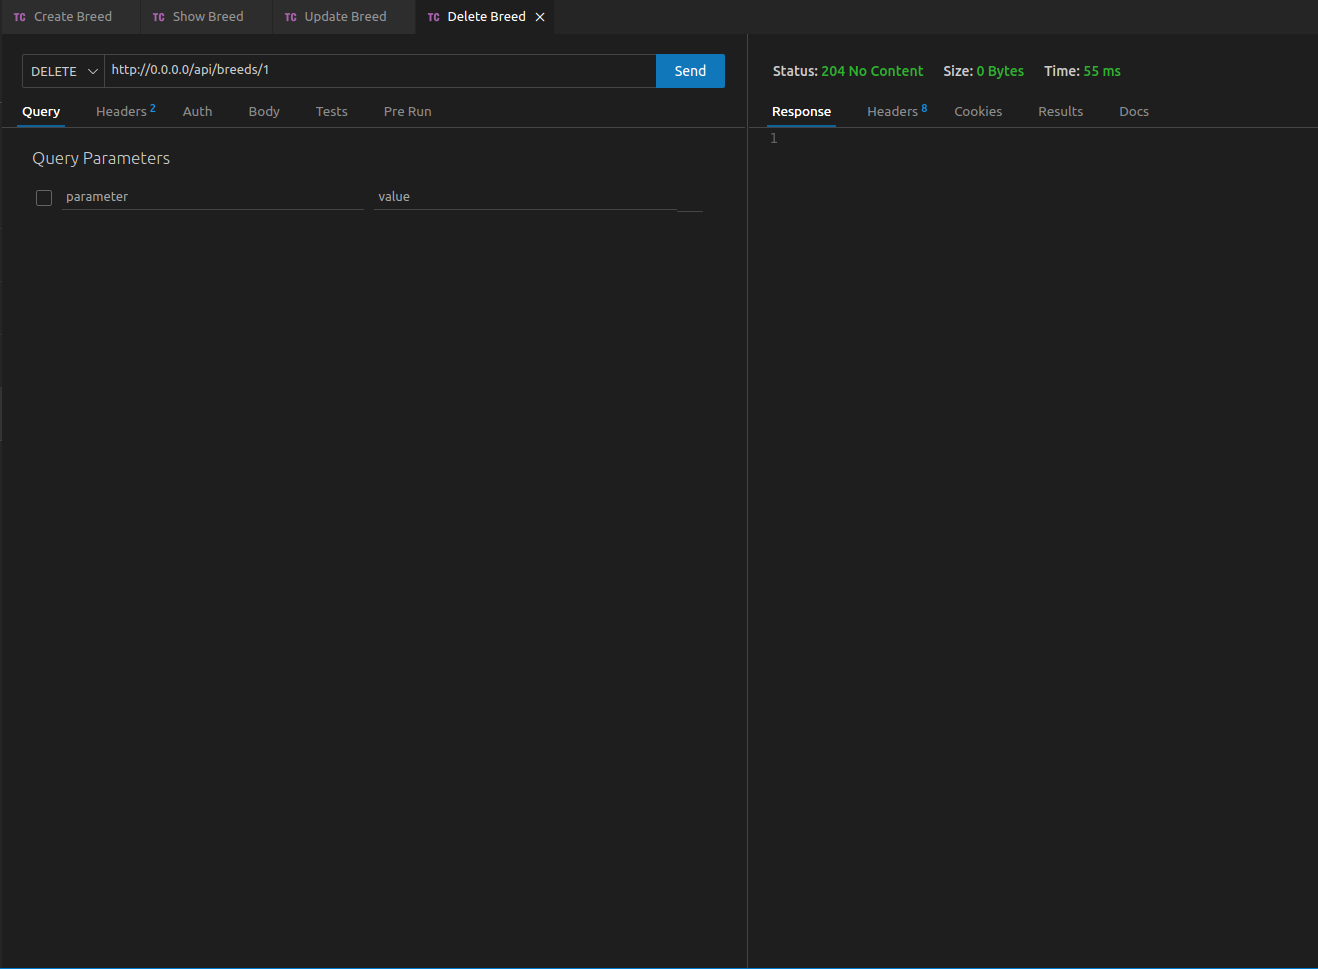 TC Create Breed TC Show Breed TC Update Breed TC Delete Breed
DELETE http://0.0.0.0/api/breeds/1 Send
Status: 204 No Content Size: 0 Bytes Time: 55 ms
Query Headers 2 Auth Body Tests Pre Run
Response Headers 8 Cookies Results Docs
1
Query Parameters
parameter value